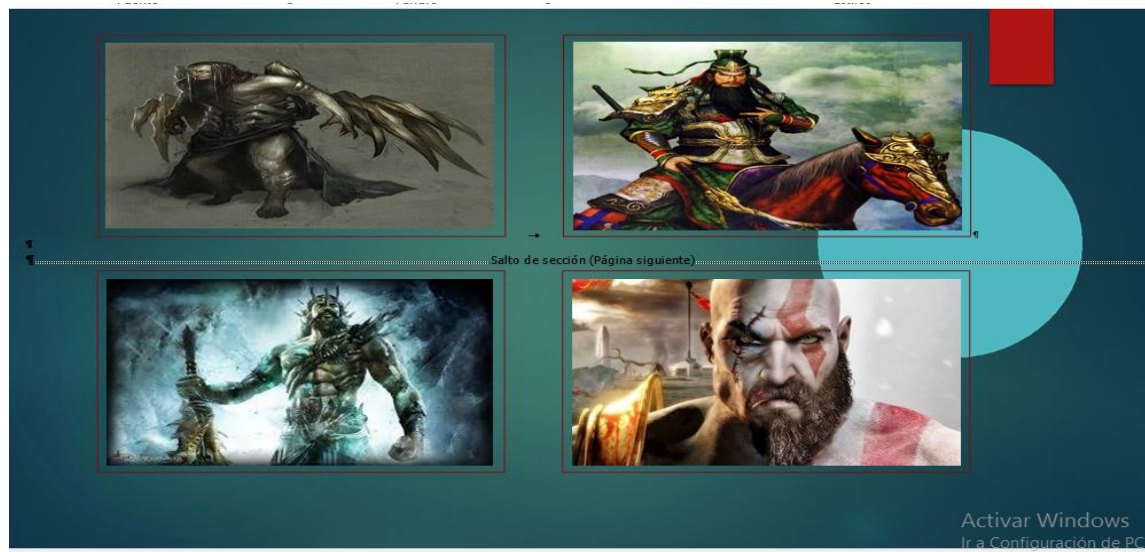 Salto de sección (Página siguiente)
Activar Windows
Ir a Configuración de PC